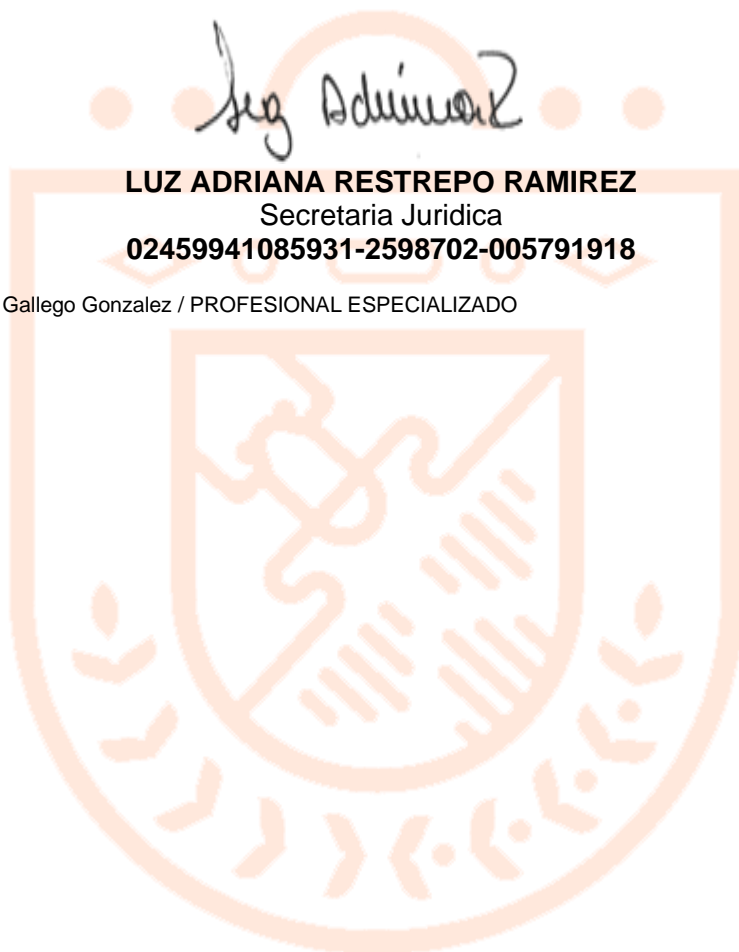 LUZ ADRIANA RESTREPO RAMIREZ
Secretaria Juridica
02459941085931-2598702-005791918
Gallego Gonzalez / PROFESIONAL ESPECIALIZADO